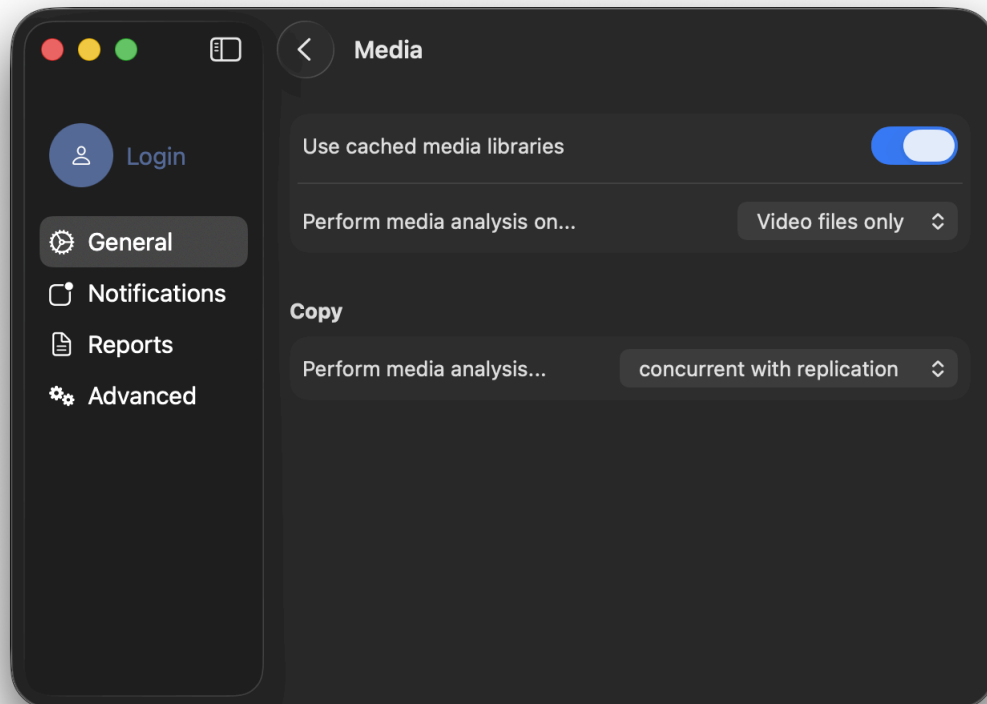 Media
Login
General
Notifications
Reports
Advanced
Use cached media libraries
Perform media analysis on...
Video files only
Copy
Perform media analysis...
concurrent with replication